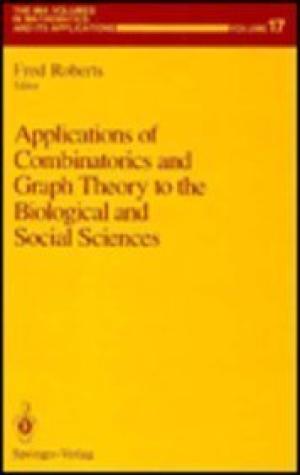 THE IMA VOLUMES
IN MATHEMATICS
AND ITS APPLICATIONS
VOLUME 17
Fred Roberts
Editor
Applications of
Combinatorics and
Graph Theory to the
Biological and
Social Sciences
Springer-Verlag